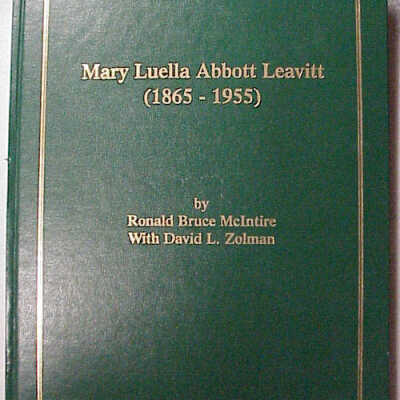 Mary Luella Abbott Leavitt
(1865 - 1955)
by
Ronald Bruce McIntire
With David L. Zolman